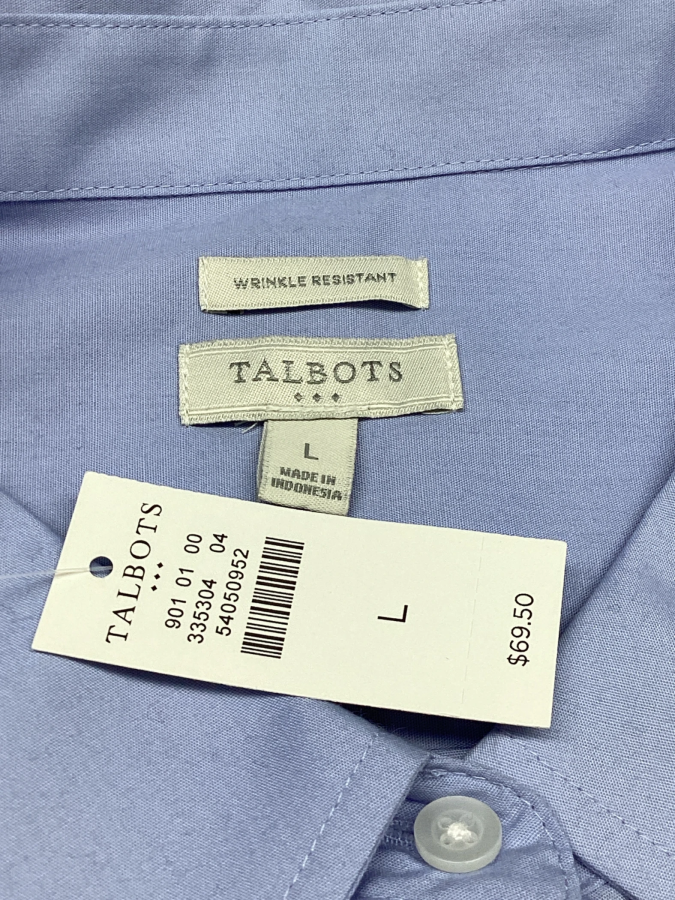 WRINKLE RESISTANT
TALBOTS
L
MADE IN
INDONESIA
TALBOTS
901 01 00
335304 04
54050952
L
$69.50